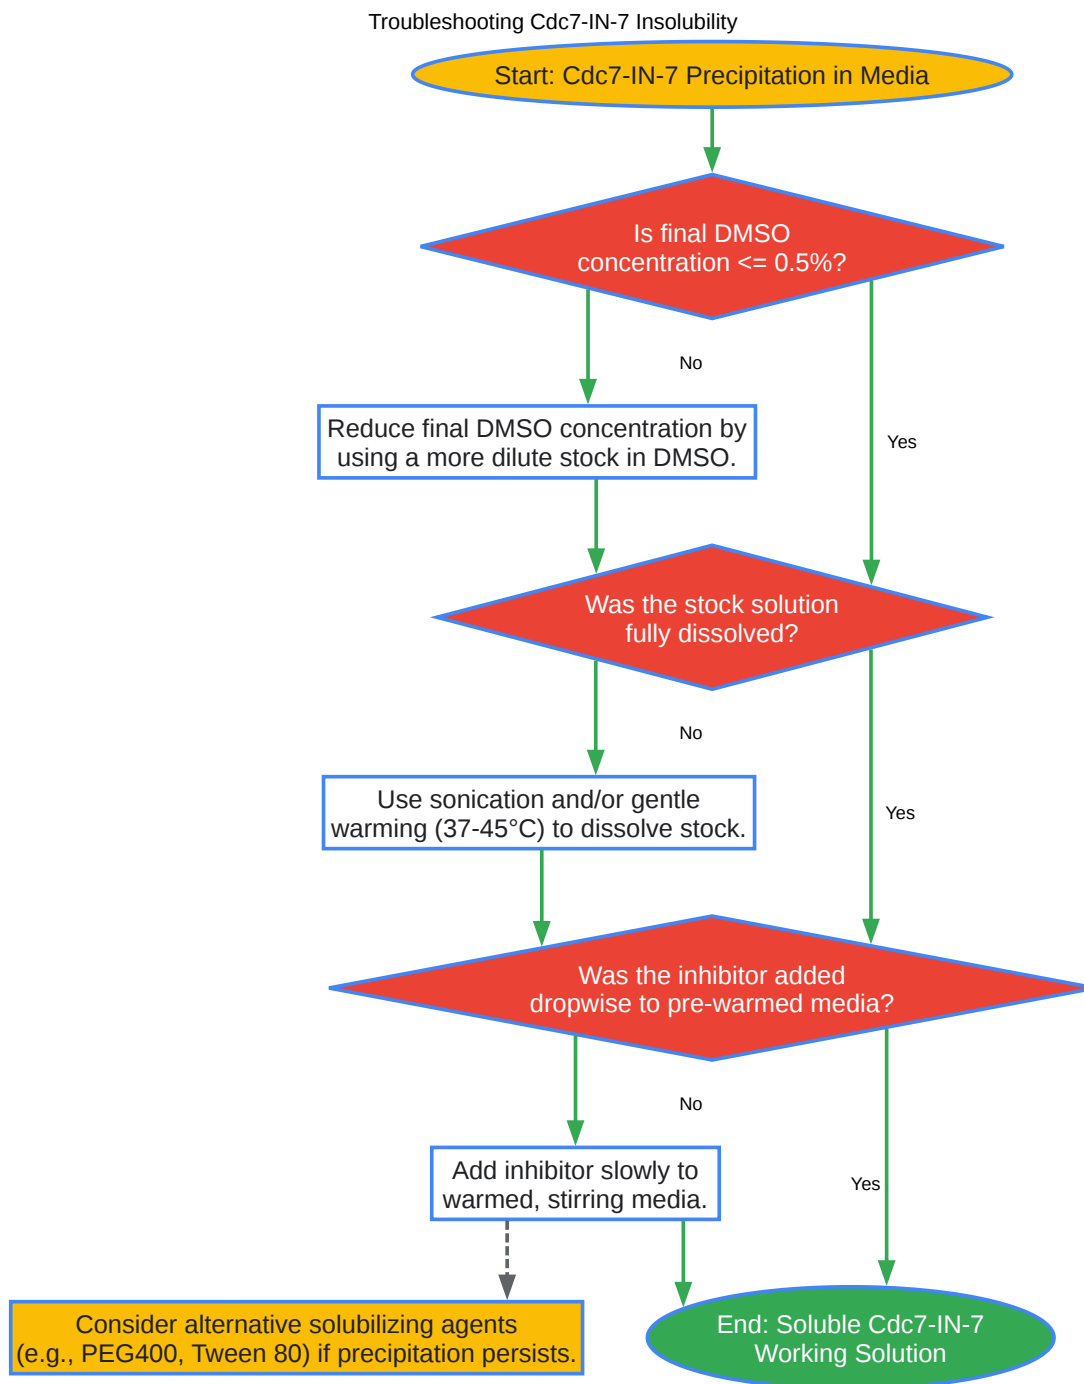 Troubleshooting Cdc7-IN-7 Insolubility
Start: Cdc7-IN-7 Precipitation in Media
Is final DMSO
concentration <= 0.5%?
No
Reduce final DMSO concentration by
using a more dilute stock in DMSO.
Yes
Was the stock solution
fully dissolved?
No
Use sonication and/or gentle
warming (37-45°C) to dissolve stock.
Yes
Was the inhibitor added
dropwise to pre-warmed media?
No
Add inhibitor slowly to
warmed, stirring media.
Yes
Consider alternative solubilizing agents
(e.g., PEG400, Tween 80) if precipitation persists.
End: Soluble Cdc7-IN-7
Working Solution